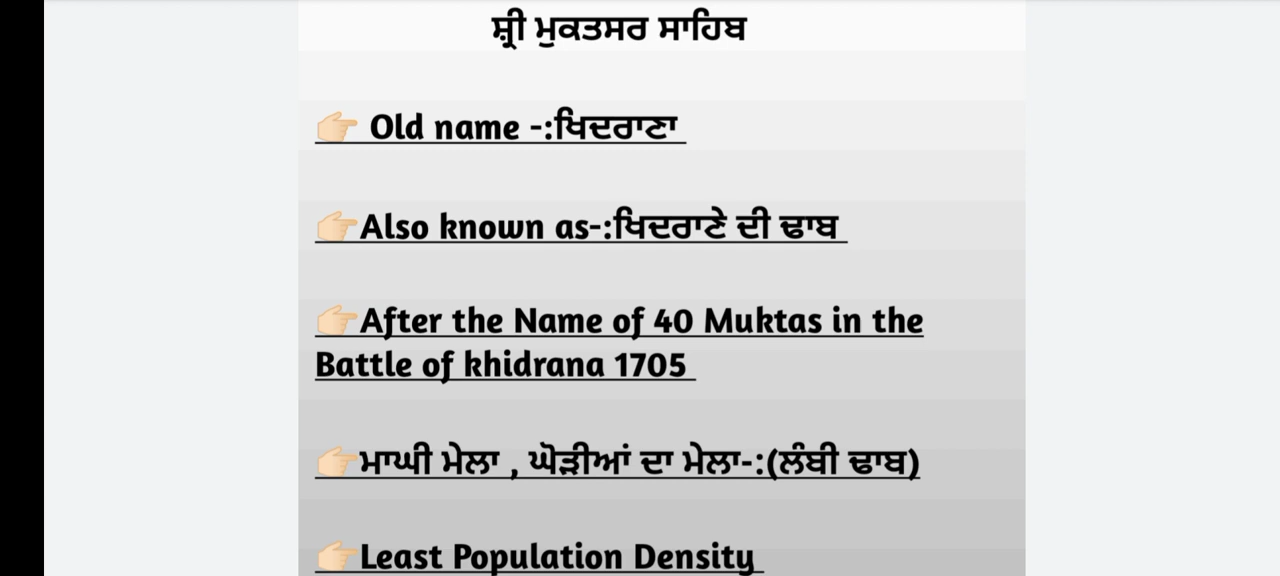 ਸ਼੍ਰੀ ਮੁਕਤਸਰ ਸਾਹਿਬ
👉🏻 Old name -:ਖਿਦਰਾਣਾ
👉🏻Also known as-:ਖਿਦਰਾਣੇ ਦੀ ਢਾਬ
👉🏻After the Name of 40 Muktas in the
Battle of khidrana 1705
👉🏻ਮਾਘੀ ਮੇਲਾ , ਘੋੜੀਆਂ ਦਾ ਮੇਲਾ-:(ਲੰਬੀ ਢਾਬ)
👉🏻Least Population Density